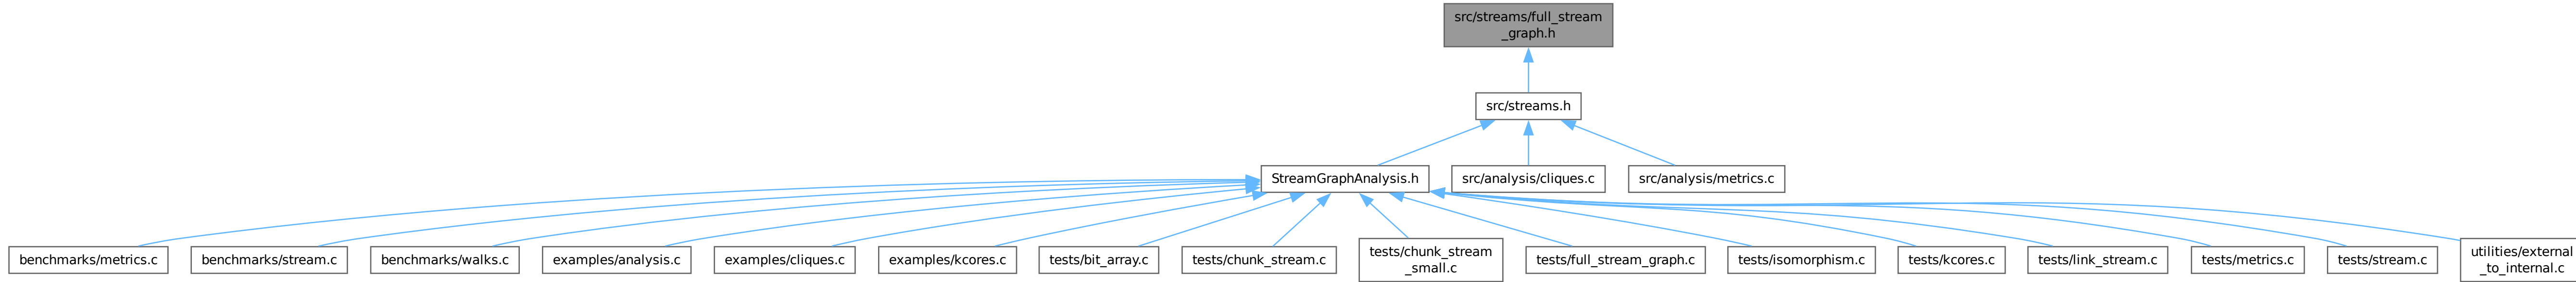 src/streams/full_stream
_graph.h
src/streams.h
StreamGraphAnalysis.h
src/analysis/cliques.c
src/analysis/metrics.c
benchmarks/metrics.c
benchmarks/stream.c
benchmarks/walks.c
examples/analysis.c
examples/cliques.c
examples/kcores.c
tests/bit_array.c
tests/chunk_stream.c
tests/chunk_stream
_small.c
tests/full_stream_graph.c
tests/isomorphism.c
tests/kcores.c
tests/link_stream.c
tests/metrics.c
tests/stream.c
utilities/external
_to_internal.c